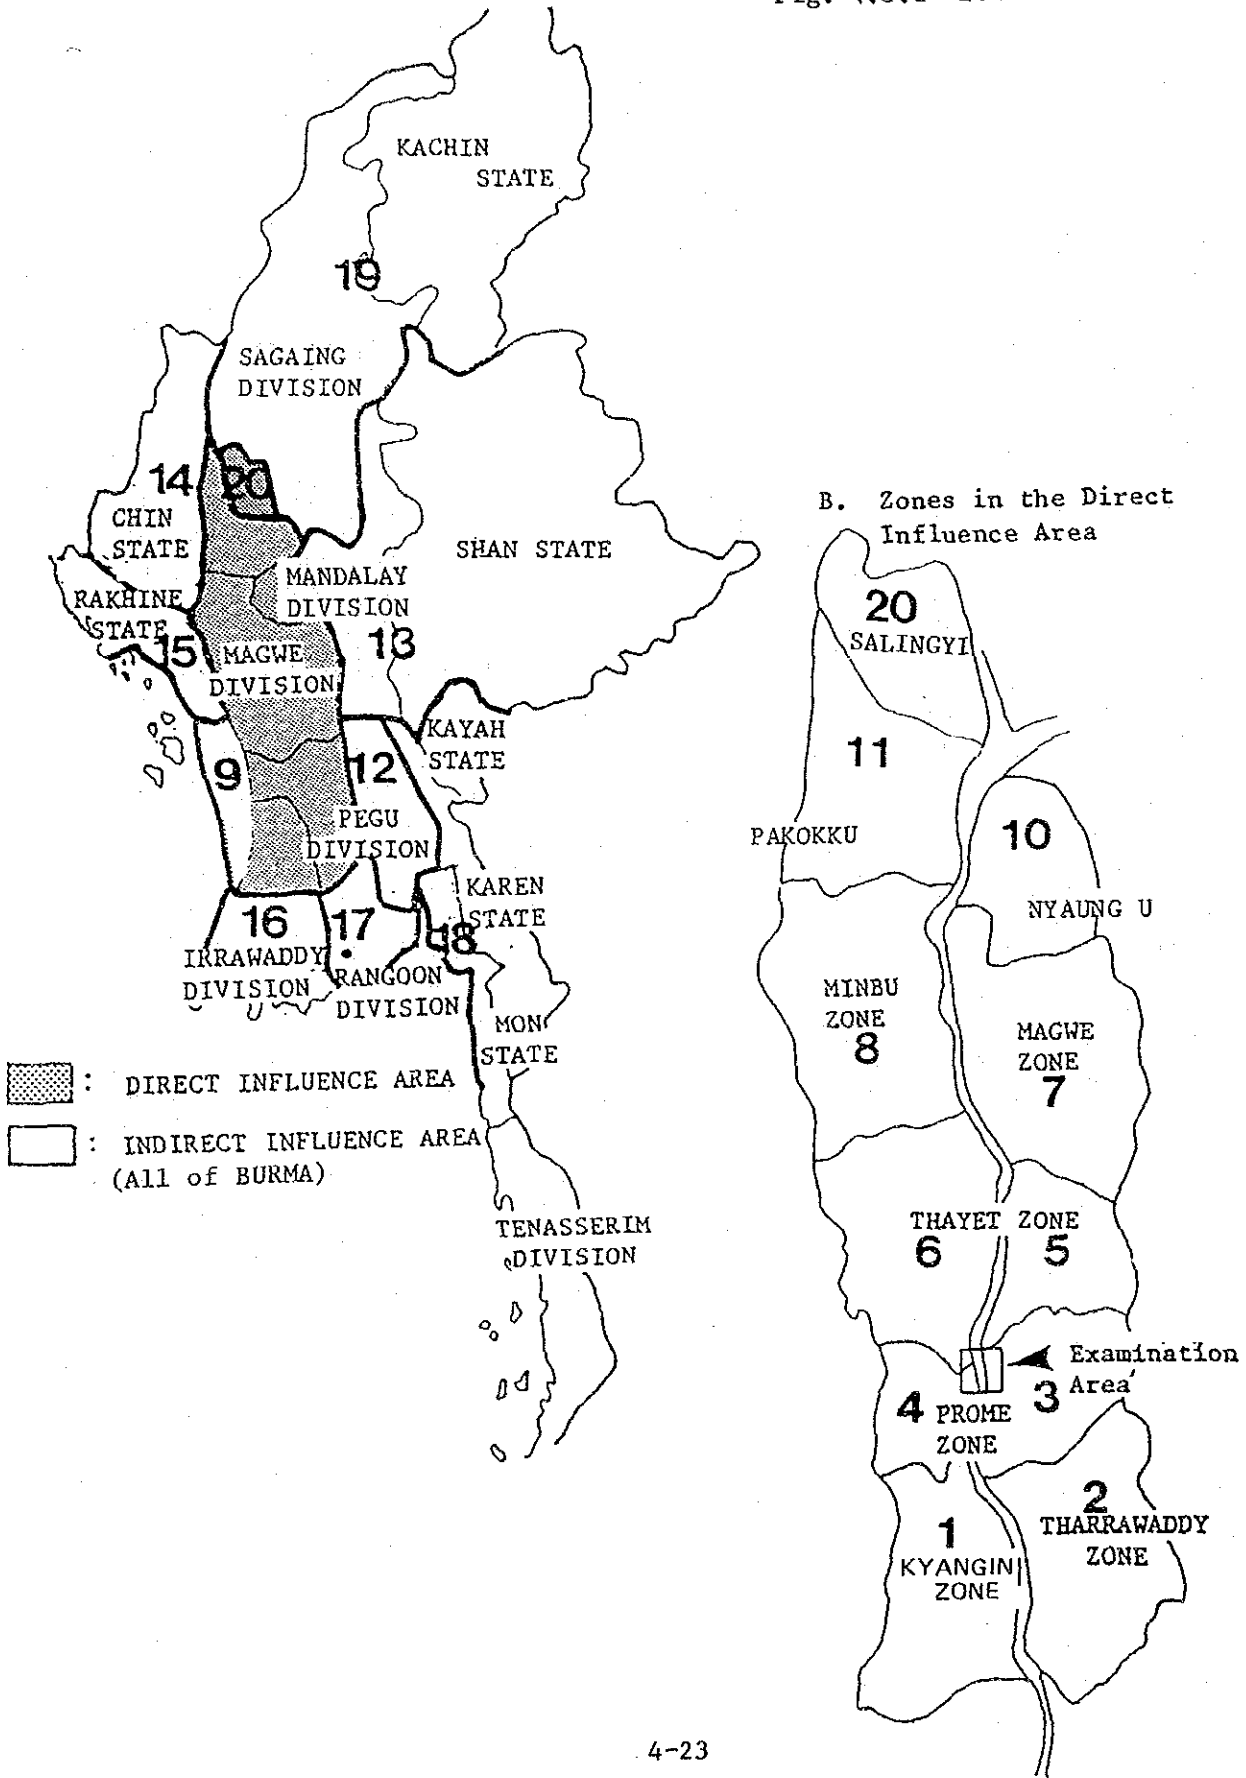 KACHIN
STATE
19
SAGAING
DIVISION
14
20
CHIN
STATE
SHAN STATE
MANDALAY
DIVISION
RAKHINE
STATE
15
13
MAGWE
DIVISION
KAYAH
STATE
9
12
PEGU
DIVISION
KAREN
STATE
16
17
18
IRRAWADDY
DIVISION
RANGOON
DIVISION
MON
STATE
: DIRECT INFLUENCE AREA
: INDIRECT INFLUENCE AREA
(All of BURMA)
TENASSERIM
DIVISION
B. Zones in the Direct
Influence Area
20
SALINGYI
11
PAKOKKU
10
NYAUNG U
MINBU
ZONE
8
MAGWE
ZONE
7
THAYET ZONE
6
5
Examination
Area
3
4
PROME
ZONE
2
THARRAWADDY
ZONE
1
KYANGIN
ZONE
4-23